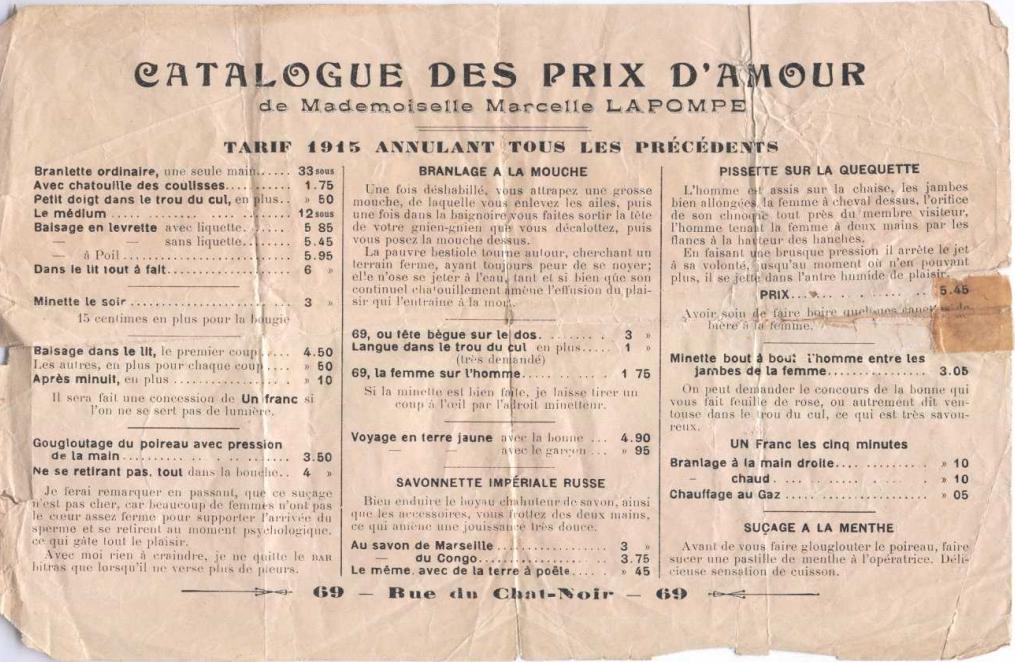 CATALOGUE DES PRIX D'AMOUR
de Mademoiselle Marcelle LAPOMPE
TARIF 1915 ANNULANT TOUS LES PRÉCÉDENTS
Branlette ordinaire, une seule main..... 33 sous
Avec chatouille des coulisses........... 1.75
Petit doigt dans le trou du cul, en plus.. » 50
Le médium .... ........... .... ........ 12 sous
Baisage en levrette avec liquette. ..... 5 85
— — sans liquette..... 5.45
— à Poil .................. 5.95
Dans le lit tout à fait.................. 6 »
Minette le soir ........................ 3 »
15 centimes en plus pour la bougie
Baisage dans le lit, le premier coup.... 4.50
Les autres, en plus pour chaque coup.... » 50
Après minuit, en plus .................. » 10
Il sera fait une concession de Un franc si
l'on ne se sert pas de lumière.
Gougloutage du poireau avec pression
de la main ............ .. ............. 3.50
Ne se retirant pas, tout dans la bouche.. 4 »
Je ferai remarquer en passant, que ce suçage
n'est pas cher, car beaucoup de femmes n'ont pas
le cœur assez ferme pour supporter l'arrivée du
sperme et se retirent au moment psychologique,
ce qui gâte tout le plaisir.
Avec moi rien à craindre, je ne quitte le BAR
bitras que lorsqu'il ne verse plus de pleurs.
BRANLAGE A LA MOUCHE
Une fois déshabillé, vous attrapez une grosse
mouche, de laquelle vous enlevez les ailes, puis
une fois dans la baignoire vous faites sortir la tête
de votre gnien-gnien que vous décalottez, puis
vous posez la mouche dessus.
La pauvre bestiole tourne autour, cherchant un
terrain ferme, ayant toujours peur de se noyer;
elle n'ose se jeter à l'eau, tant et si bien que son
continuel chatouillement amène l'effusion du plai-
sir qui l'entraine à la mort.
69, ou tête bègue sur le dos. ....... . 3 »
Langue dans le trou du cul en plus..... 1 »
(très demandé)
69, la femme sur l'homme............ 1 75
Si la minette est bien faite, je laisse tirer un
coup à l'œil par l'adroit minetteur.
Voyage en terre jaune avec la bonne ... 4.90
— — avec le garçon ... » 95
SAVONNETTE IMPÉRIALE RUSSE
Bien enduire le boyau chahuteur de savon, ainsi
que les accessoires, vous frottez des deux mains,
ce qui amène une jouissance très douce.
Au savon de Marseille ................ 3 »
— du Congo.................. 3.75
Le même. avec de la terre à poêle..... » 45
PISSETTE SUR LA QUEQUETTE
L'homme est assis sur la chaise, les jambes
bien allongées, la femme à cheval dessus, l'orifice
de son chnoque tout près du membre visiteur,
l'homme tenant la femme à deux mains par les
flancs à la hauteur des hanches.
En faisant une brusque pression il arrête le jet
à sa volonté, jusqu'au moment où n'en pouvant
plus, il se jette dans l'antre humide de plaisir.
PRIX... .................. 5.45
Avoir soin de faire boire quelques
bière à la femme.
Minette bout à bout: l'homme entre les
jambes de la femme.............. 3.05
On peut demander le concours de la bonne qui
vous fait feuille de rose, ou autrement dit ven-
touse dans le trou du cul, ce qui est très savou-
reux.
UN Franc les cinq minutes
Branlage à la main droite.... .......... » 10
— chaud ................... » 10
Chauffage au Gaz ..................... » 05
SUÇAGE A LA MENTHE
Avant de vous faire glouglouter le poireau, faire
sucer une pastille de menthe à l'opératrice. Déli-
cieuse sensation de cuisson.
69 — Rue du Chat-Noir — 69